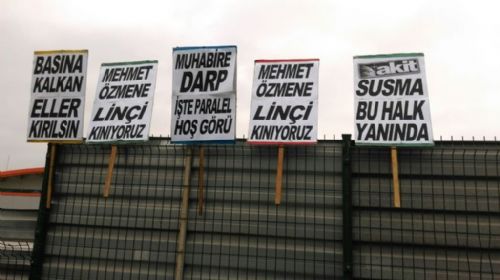 BASINA
KALKAN
ELLER
KIRILSIN
MEHMET
ÖZMENE
LİNÇİ
KINIYORUZ
MUHABİRE
DARP
İŞTE PARALEL
HOŞ GÖRÜ
MEHMET
ÖZMENE
LİNÇİ
KINIYORUZ
akit
SUSMA
BU HALK
YANINDA